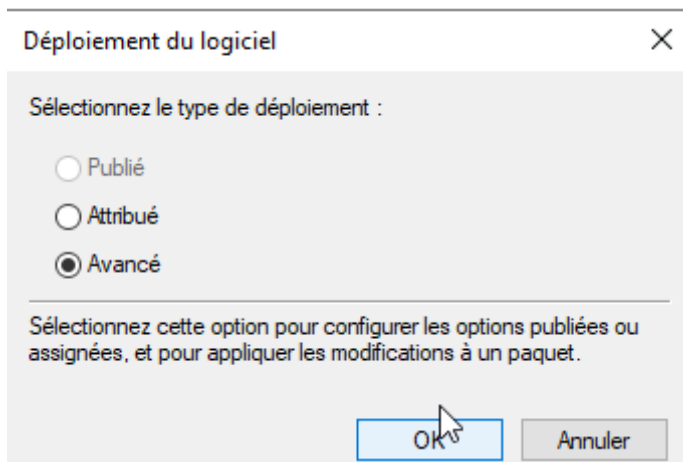 Déploiement du logiciel
Sélectionnez le type de déploiement :
Publié
Attribué
Avancé
Sélectionnez cette option pour configurer les options publiées ou
assignées, et pour appliquer les modifications à un paquet.
OK
Annuler